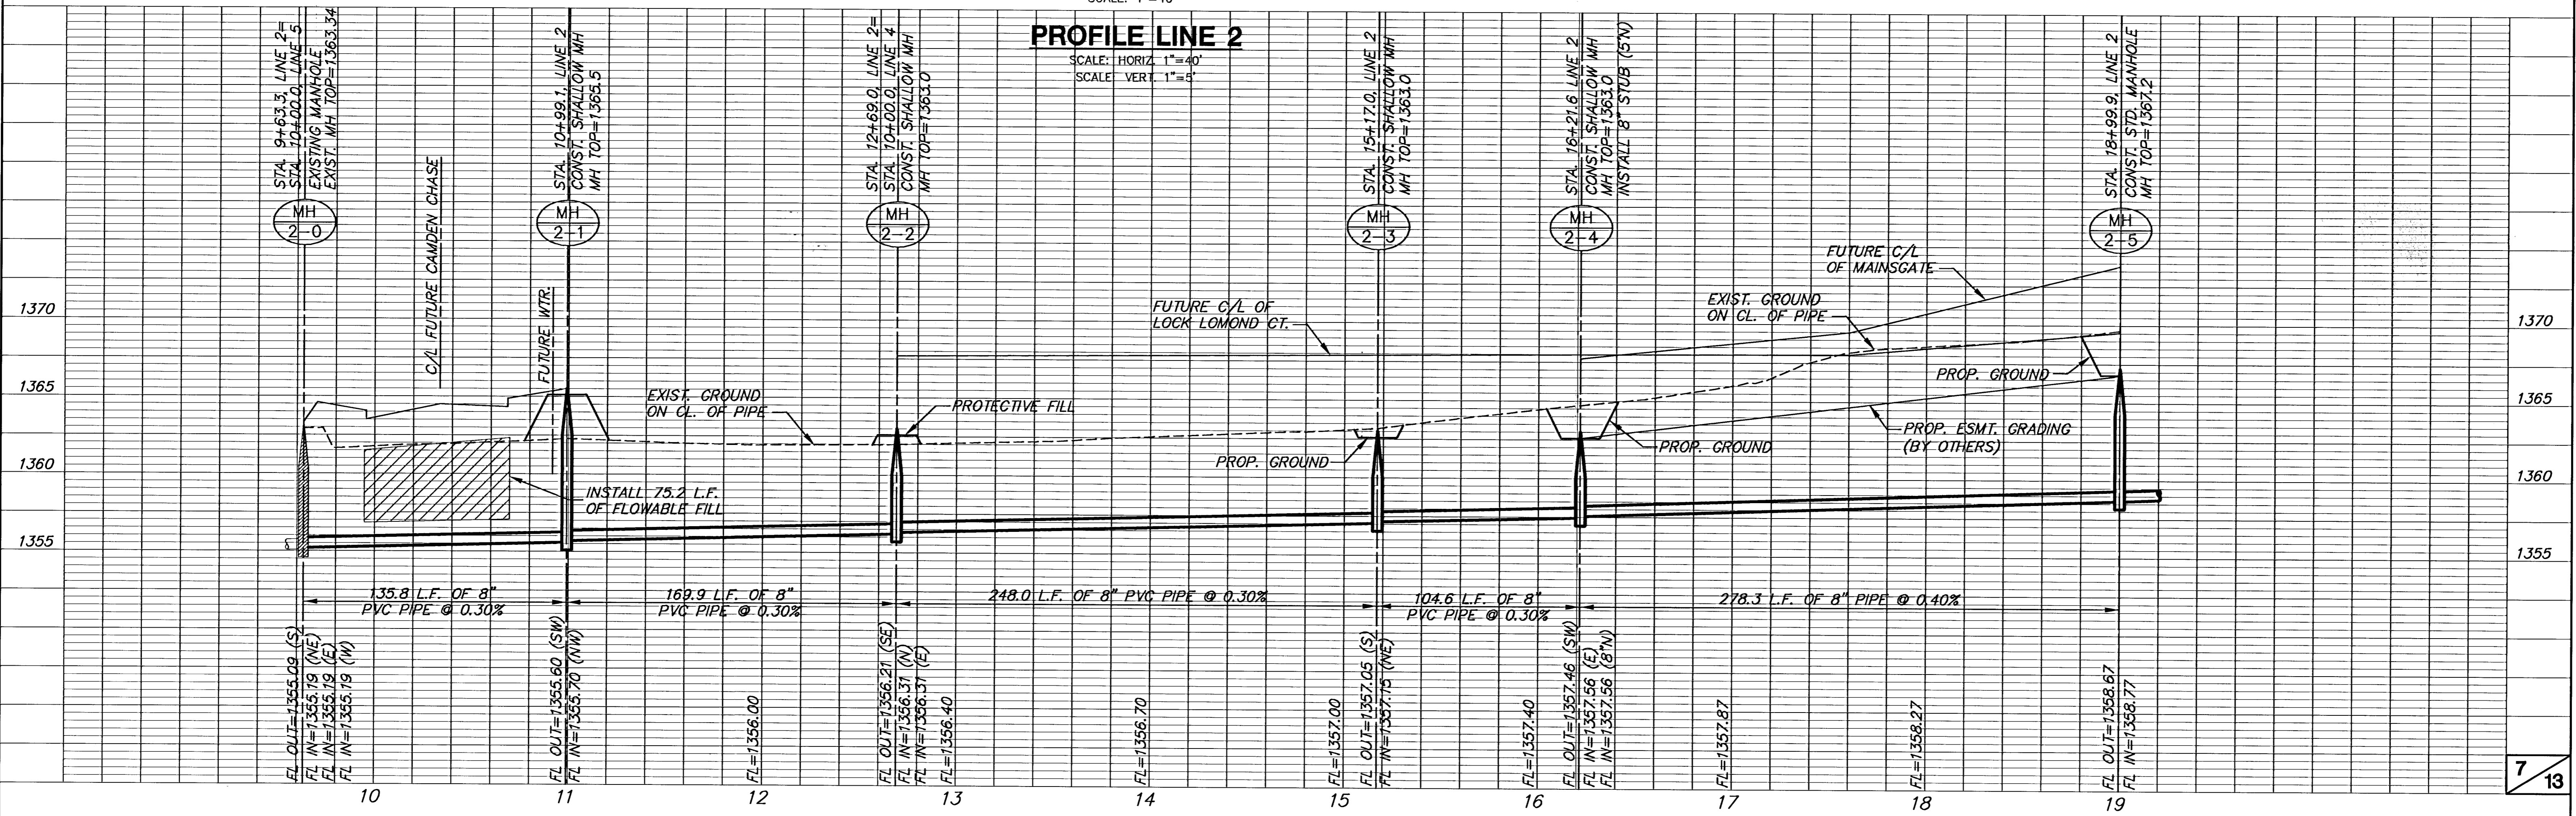 PROFILE LINE 2
SCALE: HORIZ. 1"=40'
SCALE: VERT. 1"=5'
STA. 9+63.3, LINE 2=
STA. 10+00.0, LINE 5
EXISTING MANHOLE
EXIST. MH TOP=1363.34
MH
2-0
C/L FUTURE CAMDEN CHASE
FUTURE WTR.
STA. 10+99.1, LINE 2
CONST. SHALLOW MH
MH TOP=1365.5
MH
2-1
STA. 12+69.0, LINE 2=
STA. 10+00.0, LINE 4
CONST. SHALLOW MH
MH TOP=1363.0
MH
2-2
STA. 15+17.0, LINE 2
CONST. SHALLOW MH
MH TOP=1363.0
MH
2-3
STA. 16+21.6 LINE 2
CONST. SHALLOW MH
MH TOP=1363.0
INSTALL 8" STUB (5'N)
MH
2-4
STA. 18+99.9, LINE 2
CONST. STD. MANHOLE
MH TOP=1367.2
MH
2-5
1370
1365
1360
1355
EXIST. GROUND
ON CL. OF PIPE
PROTECTIVE FILL
INSTALL 75.2 L.F.
OF FLOWABLE FILL
FUTURE C/L OF
LOCK LOMOND CT.
PROP. GROUND
PROP. GROUND
FUTURE C/L
OF MAINSGATE
EXIST. GROUND
ON CL. OF PIPE
PROP. GROUND
PROP. ESMT. GRADING
(BY OTHERS)
1370
1365
1360
1355
135.8 L.F. OF 8"
PVC PIPE @ 0.30%
169.9 L.F. OF 8"
PVC PIPE @ 0.30%
248.0 L.F. OF 8" PVC PIPE @ 0.30%
104.6 L.F. OF 8"
PVC PIPE @ 0.30%
278.3 L.F. OF 8" PIPE @ 0.40%
FL OUT=1355.09 (S)
FL IN=1355.19 (NE)
FL IN=1355.19 (E)
FL IN=1355.19 (W)
FL OUT=1355.60 (SW)
FL IN=1355.70 (NW)
FL=1356.00
FL OUT=1356.21 (SE)
FL IN=1356.31 (N)
FL IN=1356.31 (E)
FL=1356.40
FL=1356.70
FL=1357.00
FL OUT=1357.05 (S)
FL IN=1357.15 (NE)
FL=1357.40
FL OUT=1357.46 (SW)
FL IN=1357.56 (E)
FL IN=1357.56 (8"N)
FL=1357.87
FL=1358.27
FL OUT=1358.67
FL IN=1358.77
10
11
12
13
14
15
16
17
18
19
7
13